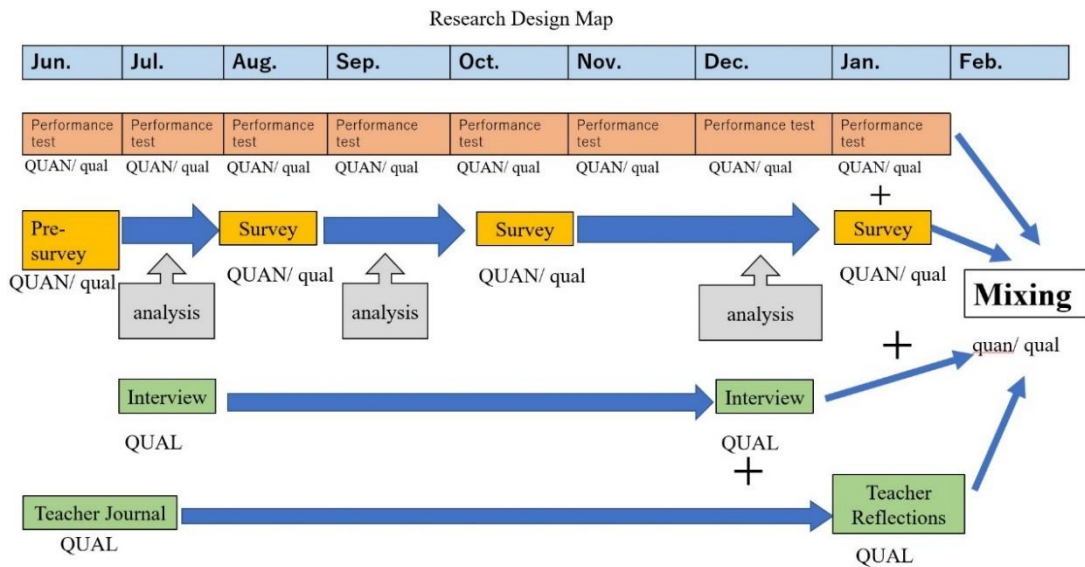 Research Design Map
Jun. Jul. Aug. Sep. Oct. Nov. Dec. Jan. Feb.
Performance test Performance test Performance test Performance test Performance test Performance test Performance test Performance test
QUAN/ qual QUAN/ qual QUAN/ qual QUAN/ qual QUAN/ qual QUAN/ qual QUAN/ qual QUAN/ qual
+
Pre-
survey
Survey Survey Survey
QUAN/ qual QUAN/ qual QUAN/ qual QUAN/ qual
analysis analysis analysis
Mixing
quan/ qual
+
Interview Interview
QUAL QUAL
+
Teacher Journal
QUAL
Teacher
Reflections
QUAL